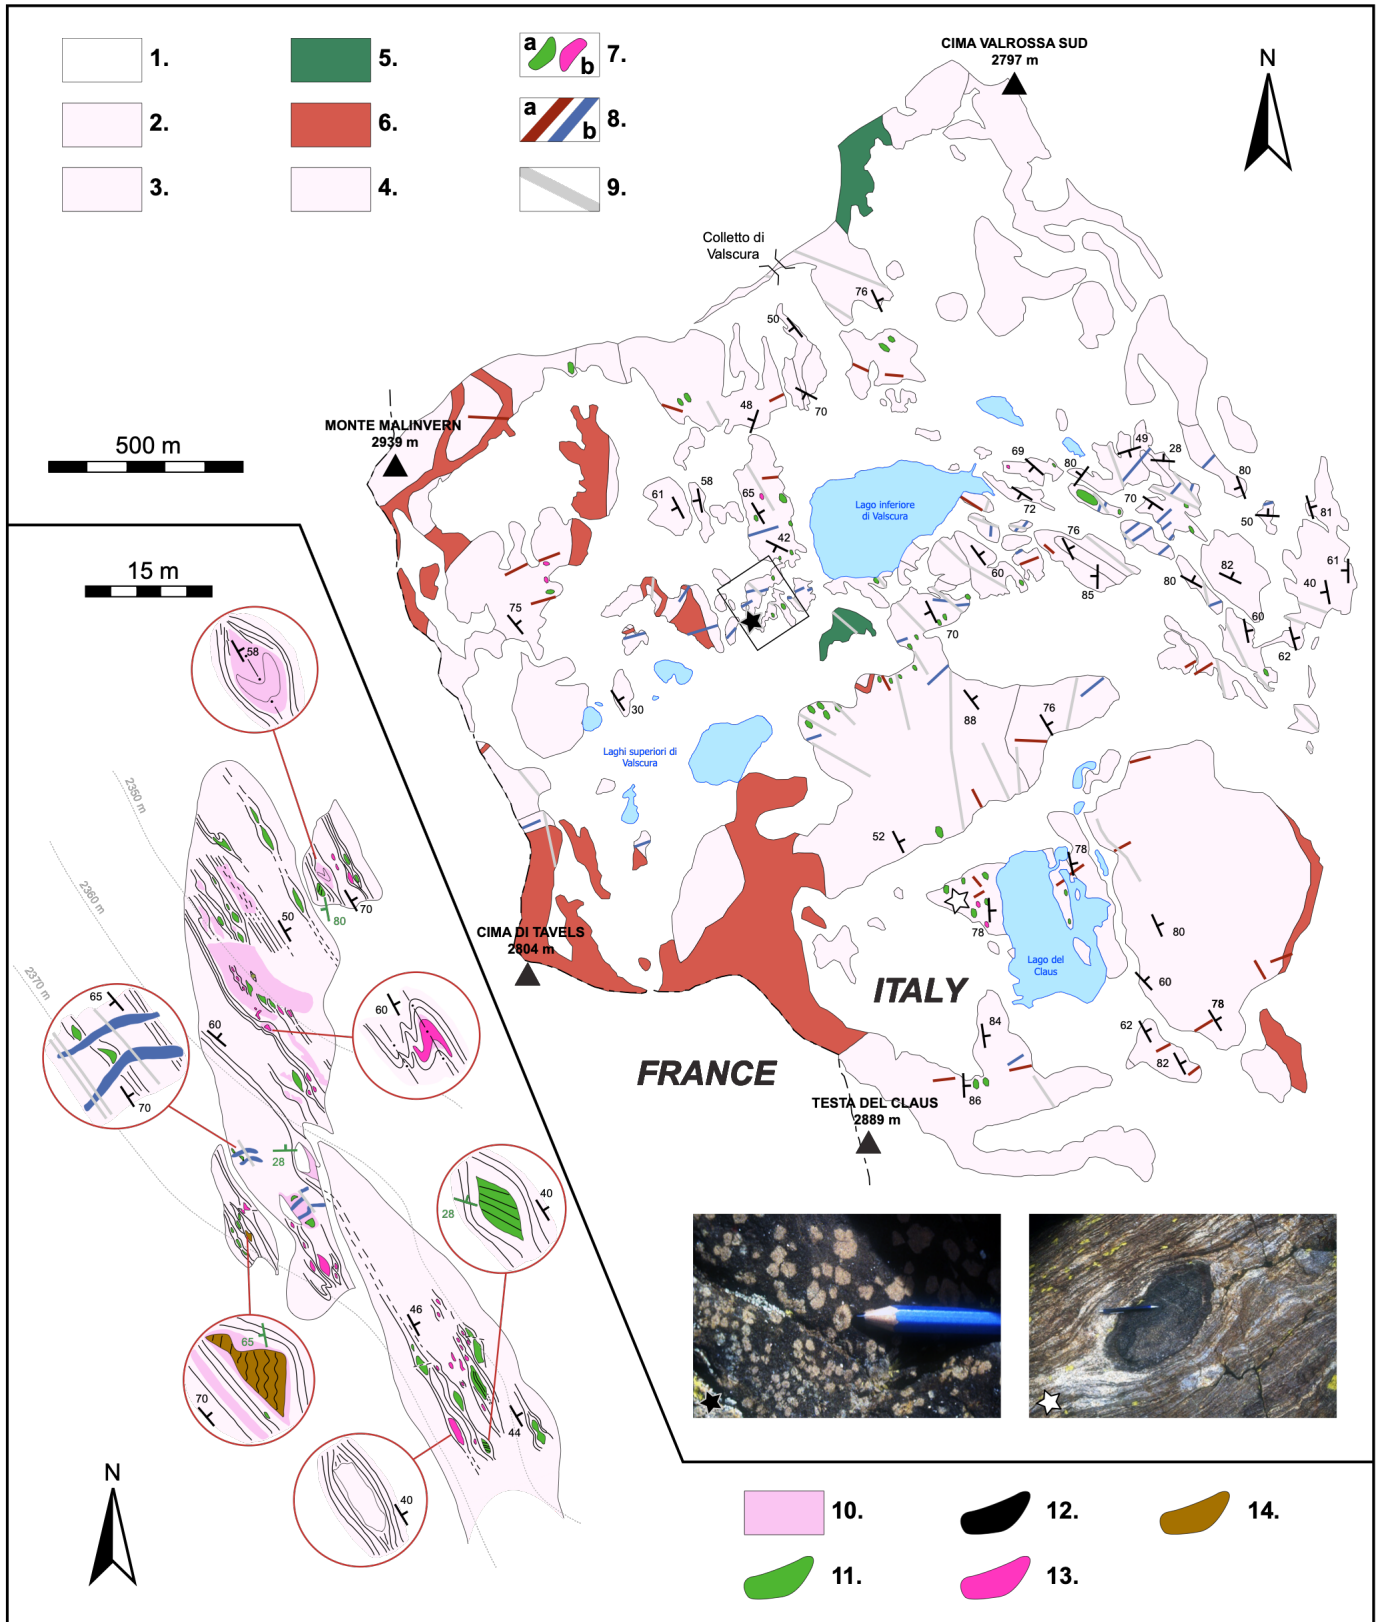 1.
5.
a
b
7.
2.
6.
a
b
8.
3.
4.
9.
CIMA VALROSSA SUD
2797 m
N
Colletto di
Valscura
76
50
500 m
MONTE MALINVERN
2939 m
48
70
69
80
49
28
80
61
58
65
72
70
50
81
Lago inferiore
di Valscura
42
76
60
85
80
82
61
40
15 m
75
70
60
62
58
30
88
76
Laghi superiori di
Valscura
2350 m
52
78
2360 m
50
70
80
CIMA DI TAVELS
2804 m
78
80
Lago del
Claus
2370 m
ITALY
60
65
60
60
84
62
78
82
FRANCE
70
86
TESTA DEL CLAUS
2889 m
28
40
28
46
65
70
44
40
N
10.
12.
14.
11.
13.